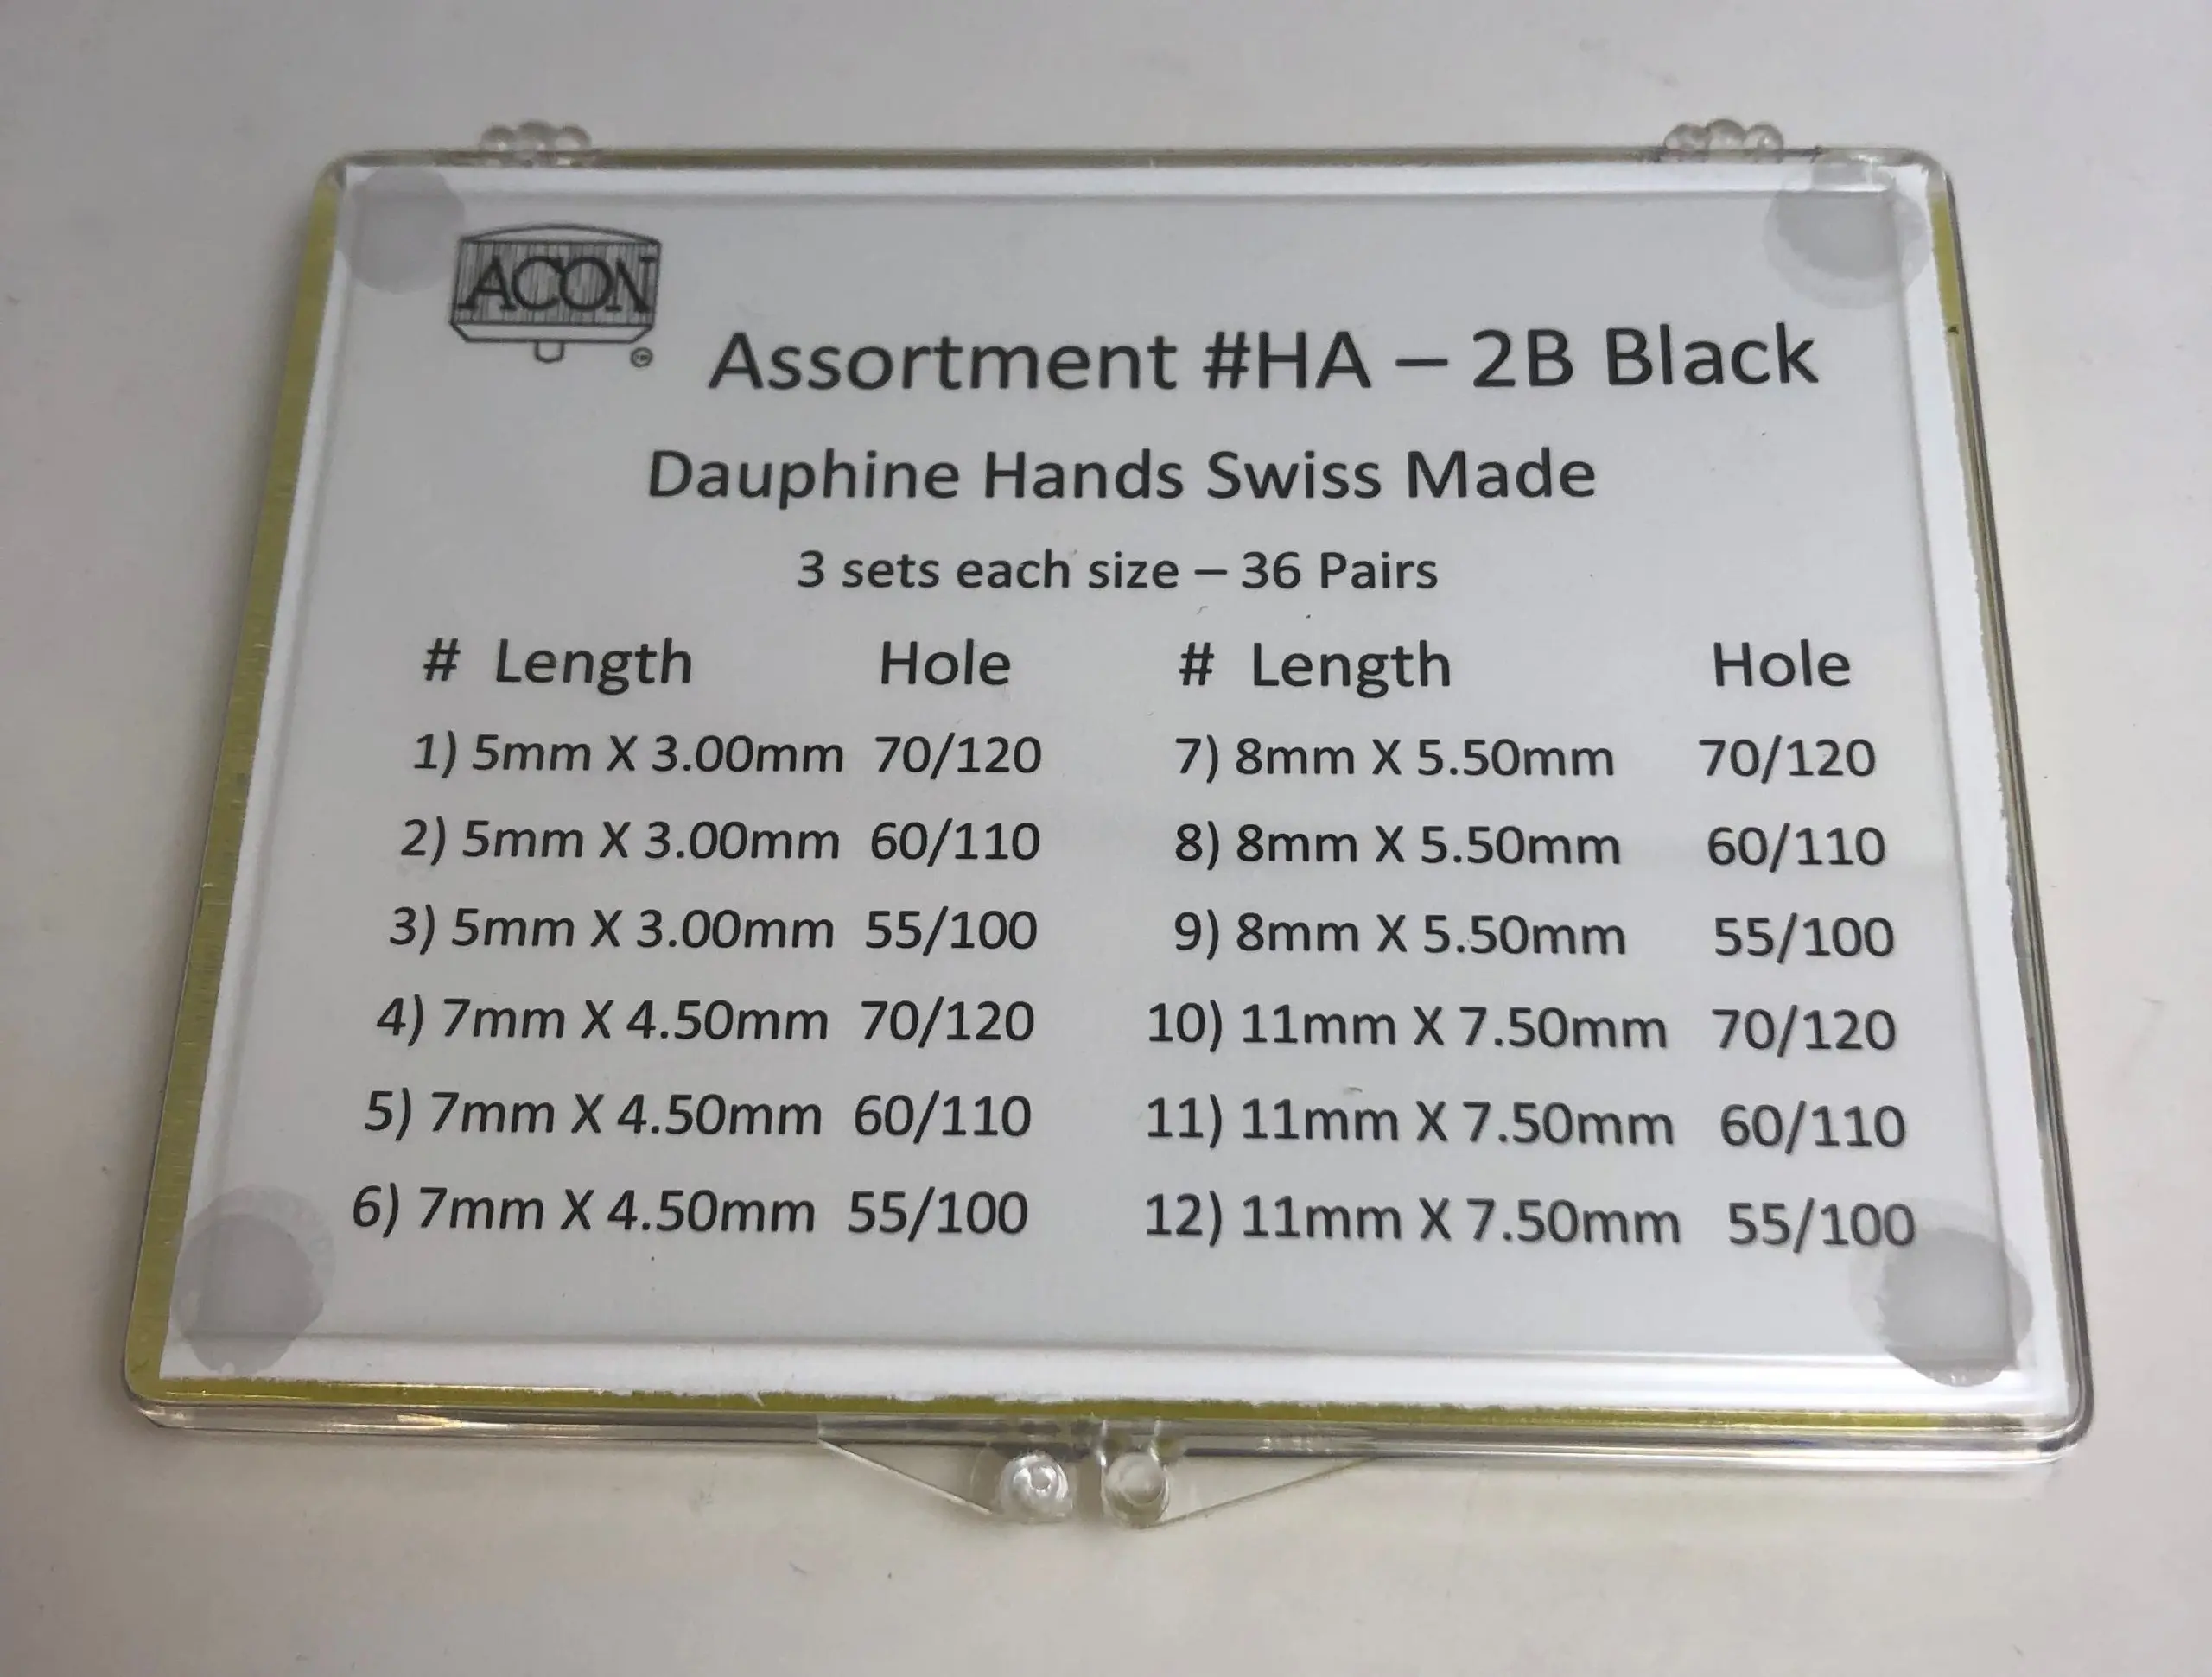 ACON
Assortment #HA – 2B Black
Dauphine Hands Swiss Made
3 sets each size – 36 Pairs
# Length Hole # Length Hole
1) 5mm X 3.00mm 70/120 7) 8mm X 5.50mm 70/120
2) 5mm X 3.00mm 60/110 8) 8mm X 5.50mm 60/110
3) 5mm X 3.00mm 55/100 9) 8mm X 5.50mm 55/100
4) 7mm X 4.50mm 70/120 10) 11mm X 7.50mm 70/120
5) 7mm X 4.50mm 60/110 11) 11mm X 7.50mm 60/110
6) 7mm X 4.50mm 55/100 12) 11mm X 7.50mm 55/100